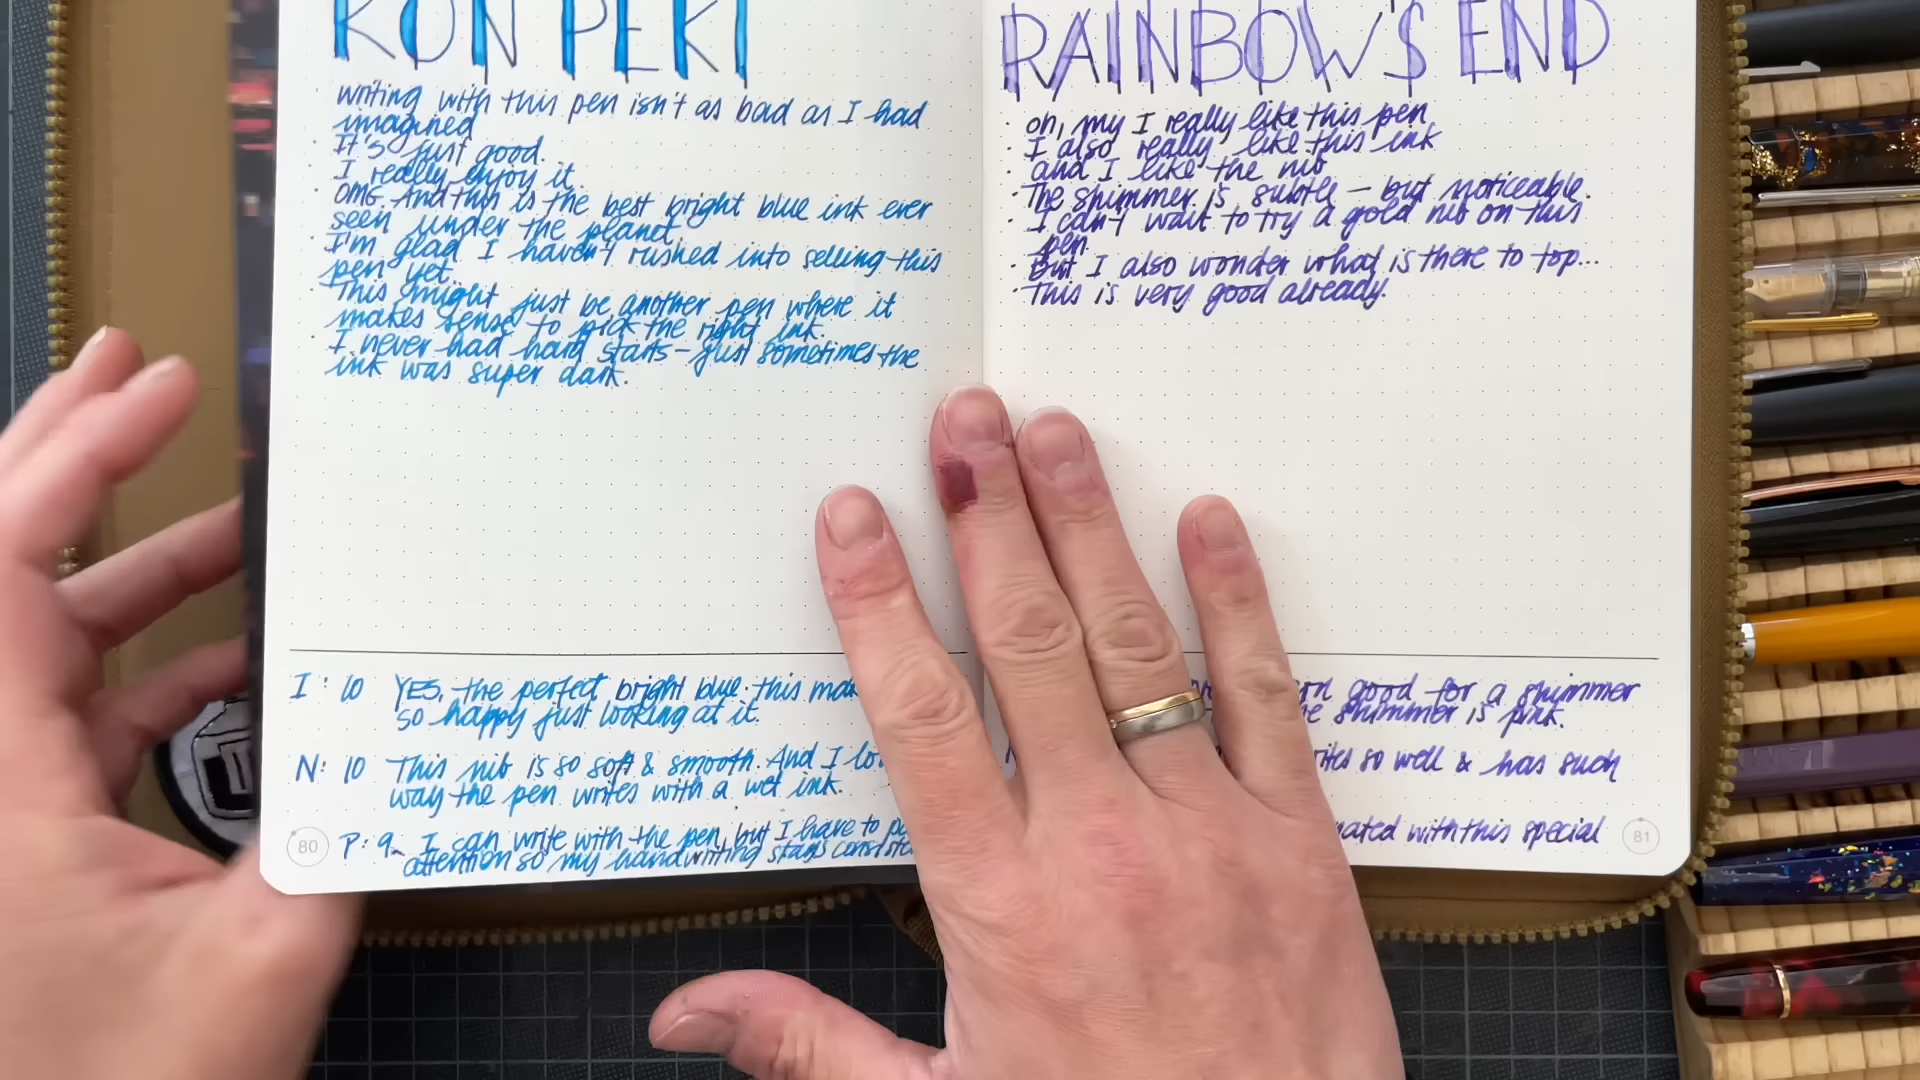 KON PEKI
writing with this pen isn't as bad as I had
imagined
It's just good.
I really enjoy it.
OMG. And this is the best bright blue ink ever
seen under the planet
I'm glad I haven't rushed into selling this
pen yet.
This might just be another pen where it
makes sense to pick the right ink.
I never had hard starts – just sometimes the
ink was super dark.
I: 10 YES, the perfect bright blue. this
so happy just looking at it.
N: 10 This nib is so soft & smooth. And I
way the pen writes with a wet ink.
P: 9 I can write with the pen, but I have to
attention so my handwriting stays
80
RAINBOW'S END
oh, my I really like this pen
I also really like this ink
and I like the nib
The shimmer is subtle – but noticeable.
I can't wait to try a gold nib on this
pen
But I also wonder what is there to top...
This is very good already.
good for a shimmer
shimmer is pink.
so well & has such
with this special
81